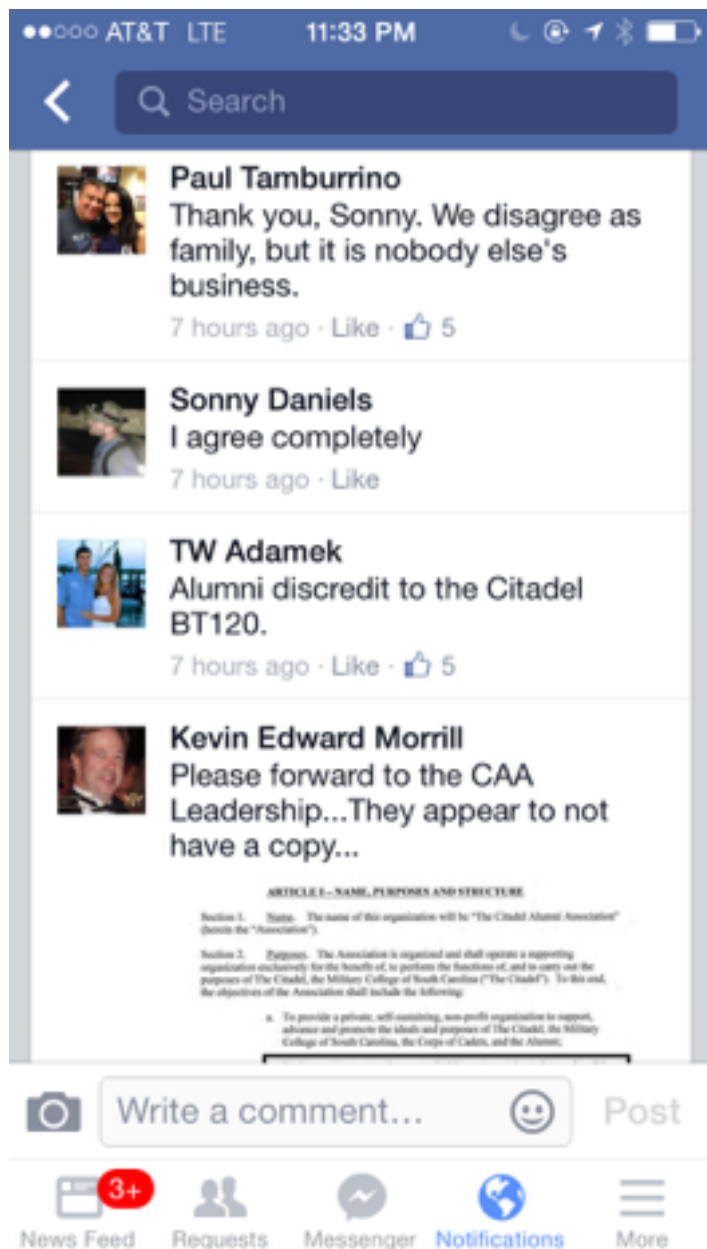 AT&T LTE 11:33 PM
Search
Paul Tamburrino
Thank you, Sonny. We disagree as
family, but it is nobody else's
business.
7 hours ago · Like · 5
Sonny Daniels
I agree completely
7 hours ago · Like
TW Adamek
Alumni discredit to the Citadel
BT120.
7 hours ago · Like · 5
Kevin Edward Morrill
Please forward to the CAA
Leadership...They appear to not
have a copy...
ARTICLE I – NAME, PURPOSES AND STRUCTURE
Section 1. Name. The name of this organization will be "The Citadel Alumni Association"
(herein the "Association").
Section 2. Purposes. The Association is organized and shall operate a supporting
organization exclusively for the benefit of, to perform the functions of, and to carry out the
purposes of The Citadel, the Military College of South Carolina ("The Citadel"). To this end,
the objectives of the Association shall include the following:
a. To provide a private, self-sustaining, non-profit organization to support,
advance and promote the ideals and purposes of The Citadel, the Military
College of South Carolina, the Corps of Cadets, and the Alumni;
Write a comment... Post
3+
News Feed Requests Messenger Notifications More